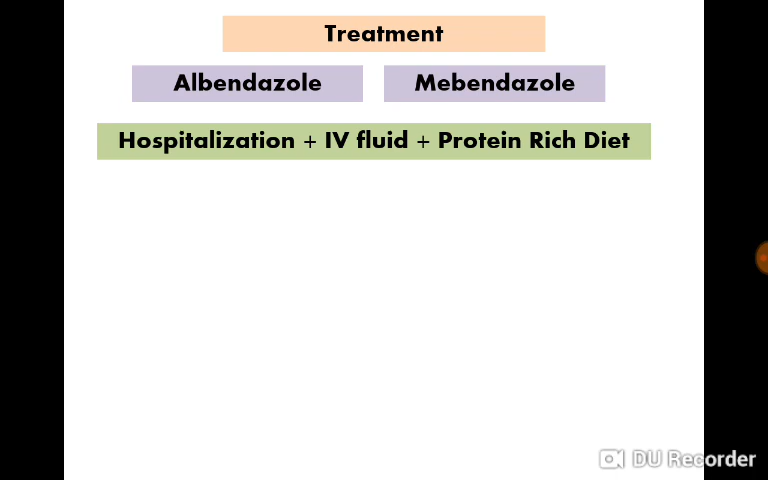 Treatment
Albendazole Mebendazole
Hospitalization + IV fluid + Protein Rich Diet
DU Recorder